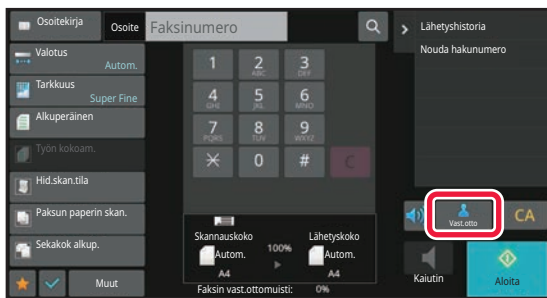 Osoitekirja
Osoite
Faksinumero
Valotus
Autom.
Tarkkuus
Super Fine
Alkuperäinen
Työn kokoam.
Hid.skan.tila
Paksun paperin skan.
Sekakok alkup.
Muut
1
2
ABC
3
DEF
4
GHI
5
JKL
6
MNO
7
PQRS
8
TUV
9
WXYZ
0
#
C
Skannauskoko
Autom.
A4
100%
Lähetyskoko
Autom.
A4
Faksin vast.ottomuisti: 0%
Lähetyshistoria
Nouda hakunumero
Vast.otto
CA
Kaiutin
Aloita